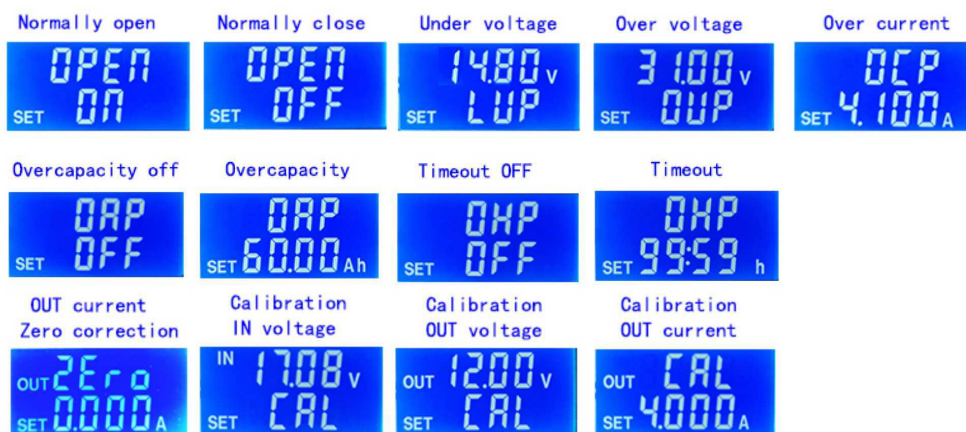 Normally open
Normally close
Under voltage
Over voltage
Over current
OPEN
SET ON
OPEN
SET OFF
14.80 V
SET LUP
31.00 V
SET OUP
OCP
SET 4.100 A
Overcapacity off
Overcapacity
Timeout OFF
Timeout
OAP
SET OFF
OAP
SET 60.00 Ah
OHP
SET OFF
OHP
SET 99:59 h
OUT current
Zero correction
Calibration
IN voltage
Calibration
OUT voltage
Calibration
OUT current
OUT ZEro
SET 0.000 A
IN 17.08 V
SET CAL
OUT 12.00 V
SET CAL
OUT CAL
SET 4.000 A